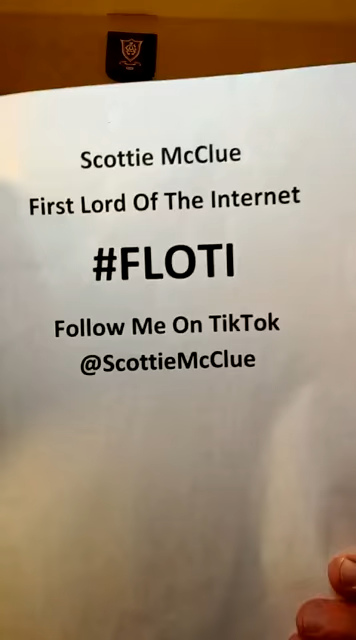 Scottie McClue
First Lord Of The Internet
#FLOTI
Follow Me On TikTok
@ScottieMcClue